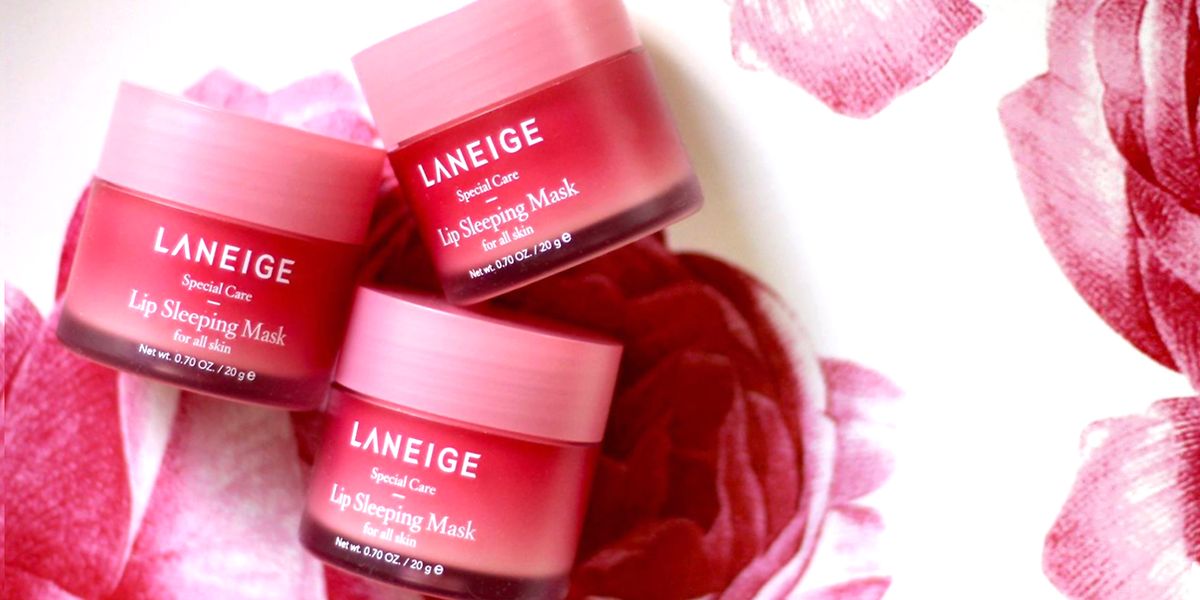 LANEIGE
Special Care
Lip Sleeping Mask
for all skin
Net wt. 0.70 OZ. / 20 g ℮
LANEIGE
Special Care
Lip Sleeping Mask
for all skin
Net wt. 0.70 OZ. / 20 g ℮
LANEIGE
Special Care
Lip Sleeping Mask
for all skin
Net wt. 0.70 OZ. / 20 g ℮